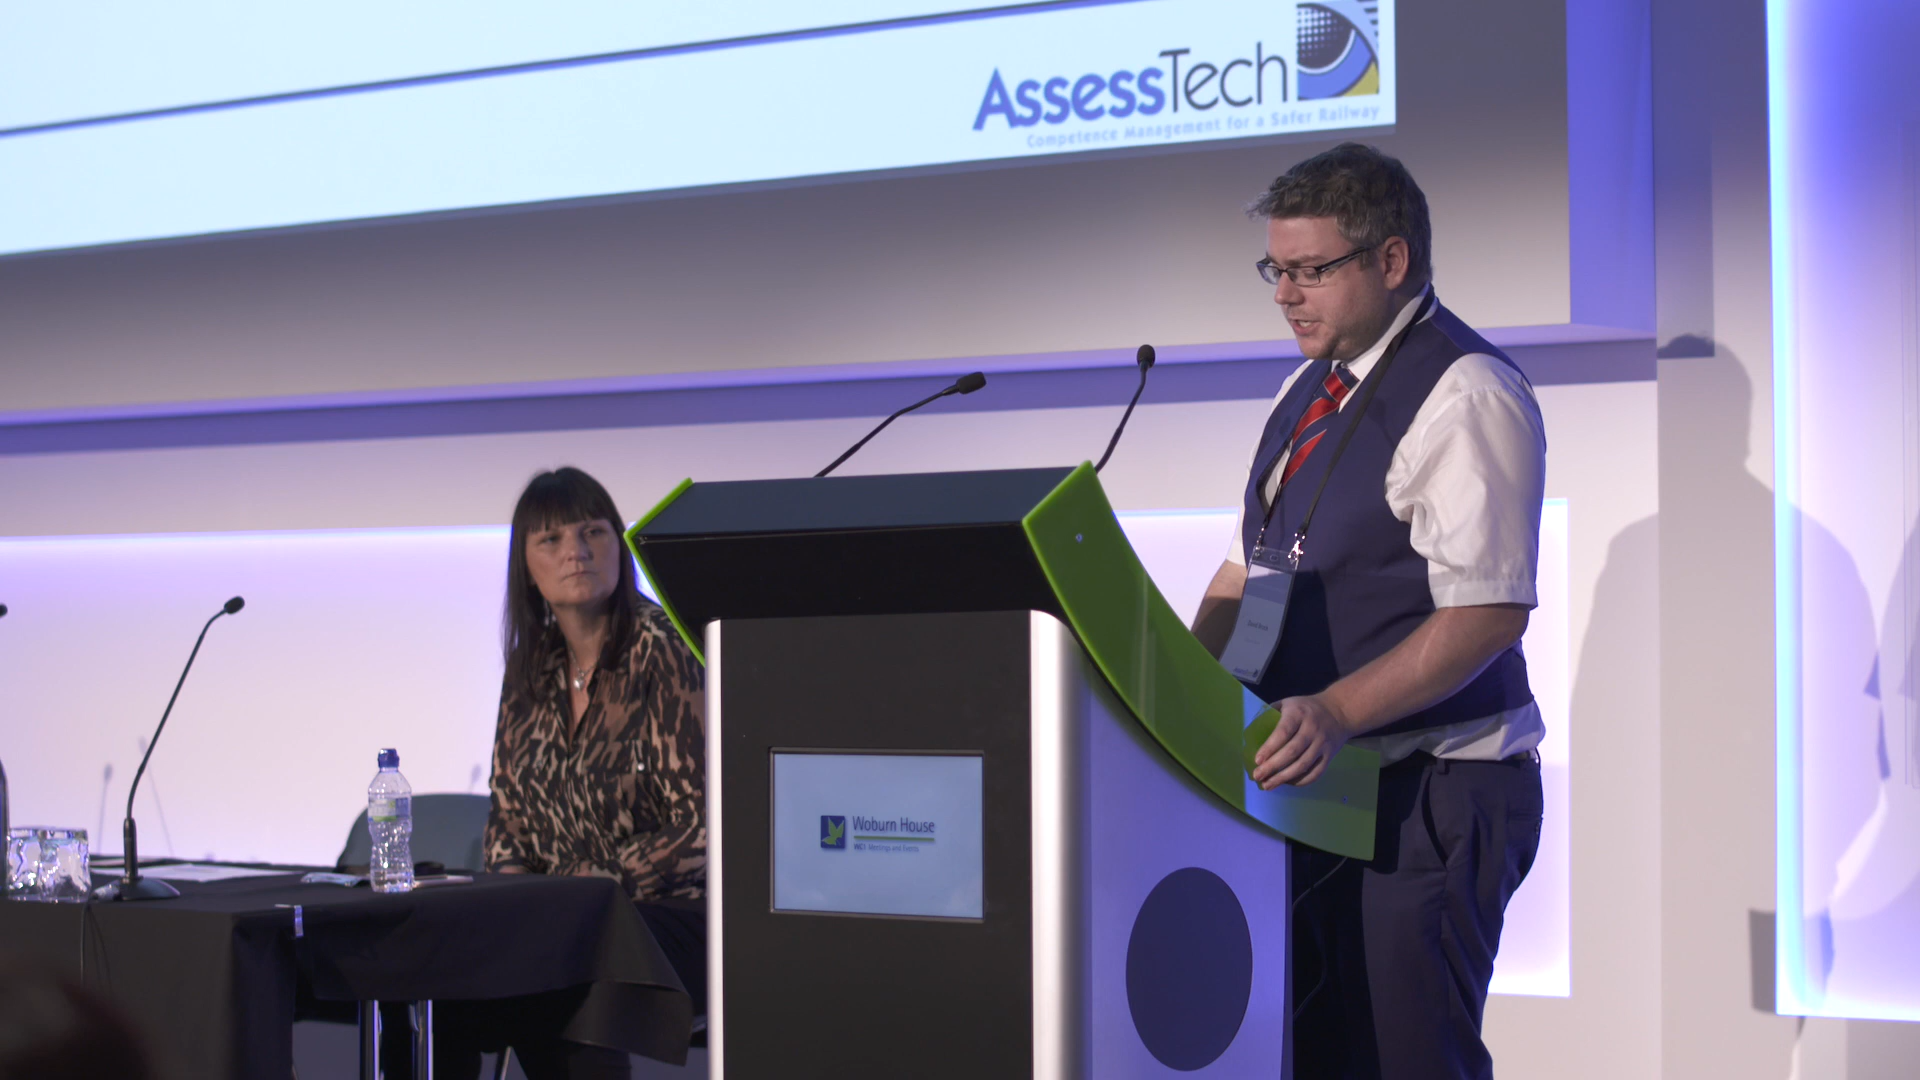 AssessTech
Competence Management for a Safer Railway
Woburn House
WC1 Meetings and Events